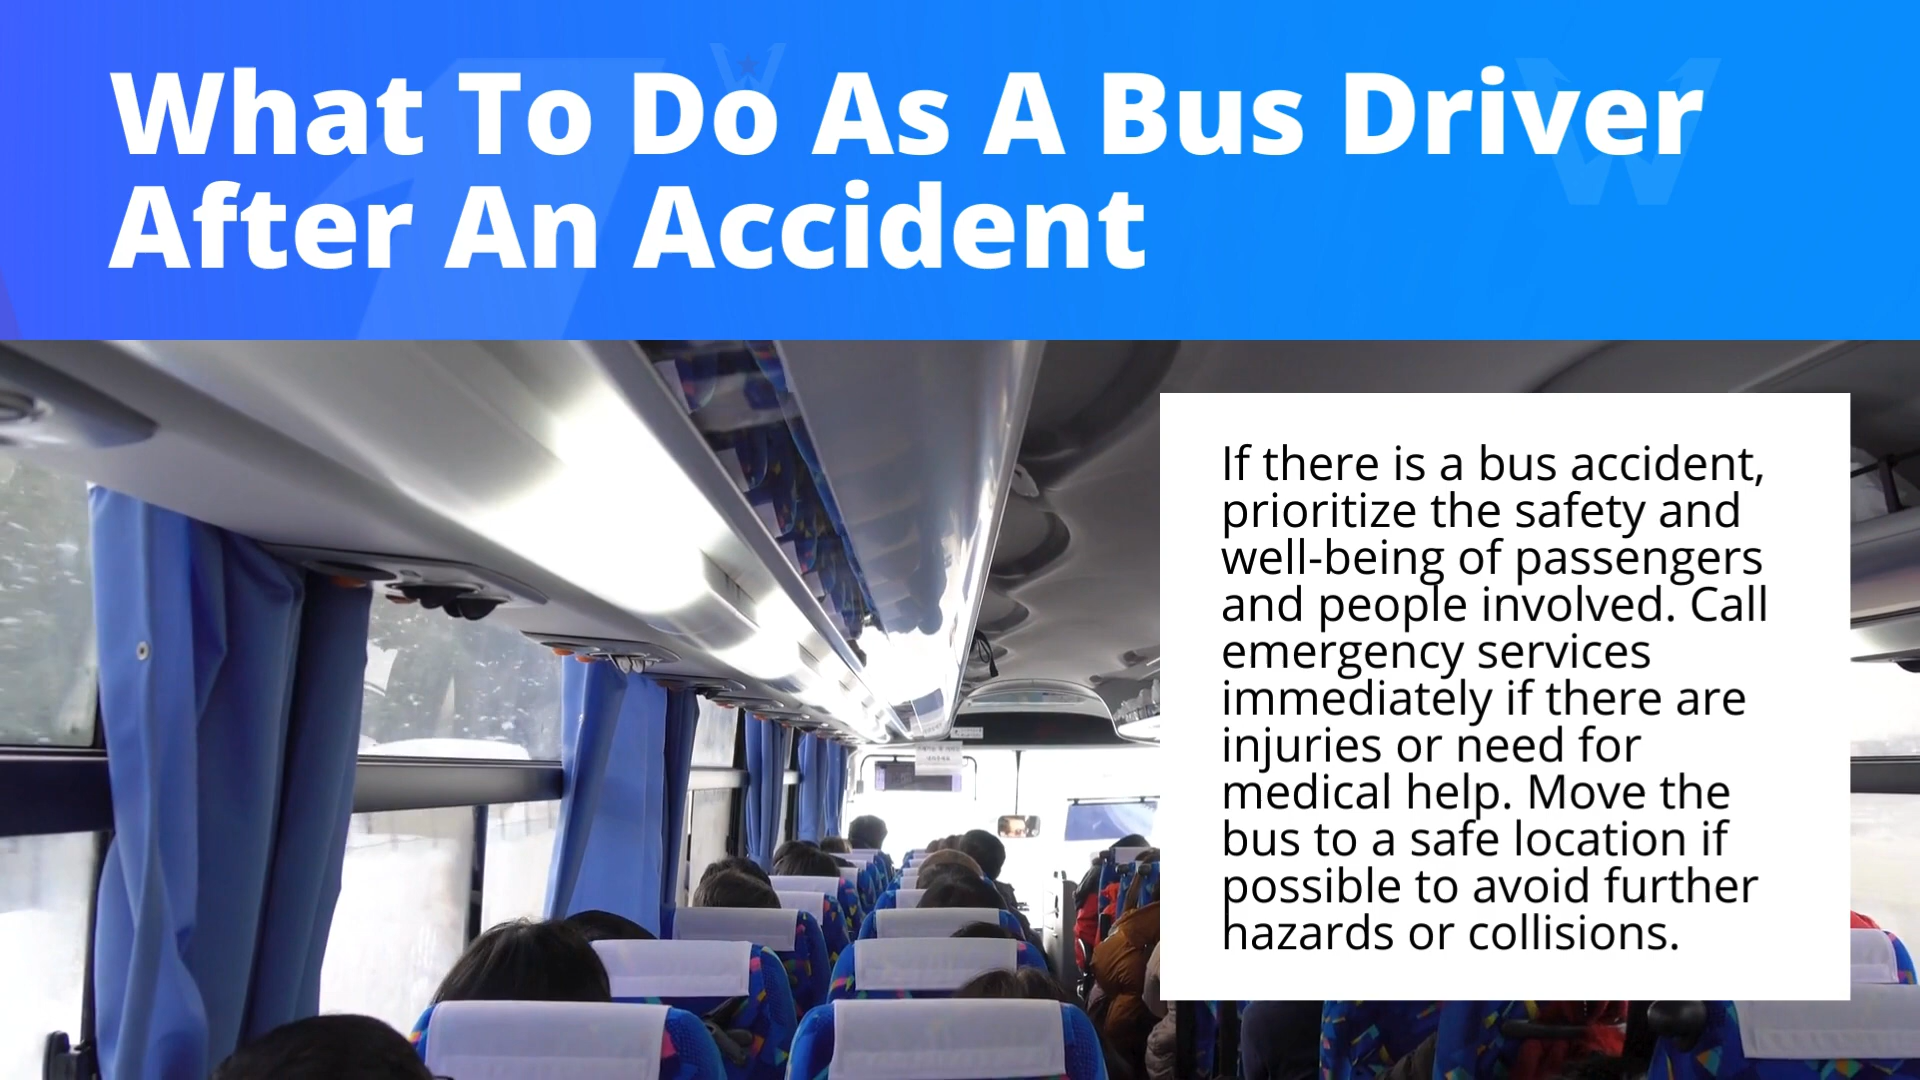 What To Do As A Bus Driver
After An Accident
If there is a bus accident,
prioritize the safety and
well-being of passengers
and people involved. Call
emergency services
immediately if there are
injuries or need for
medical help. Move the
bus to a safe location if
possible to avoid further
hazards or collisions.